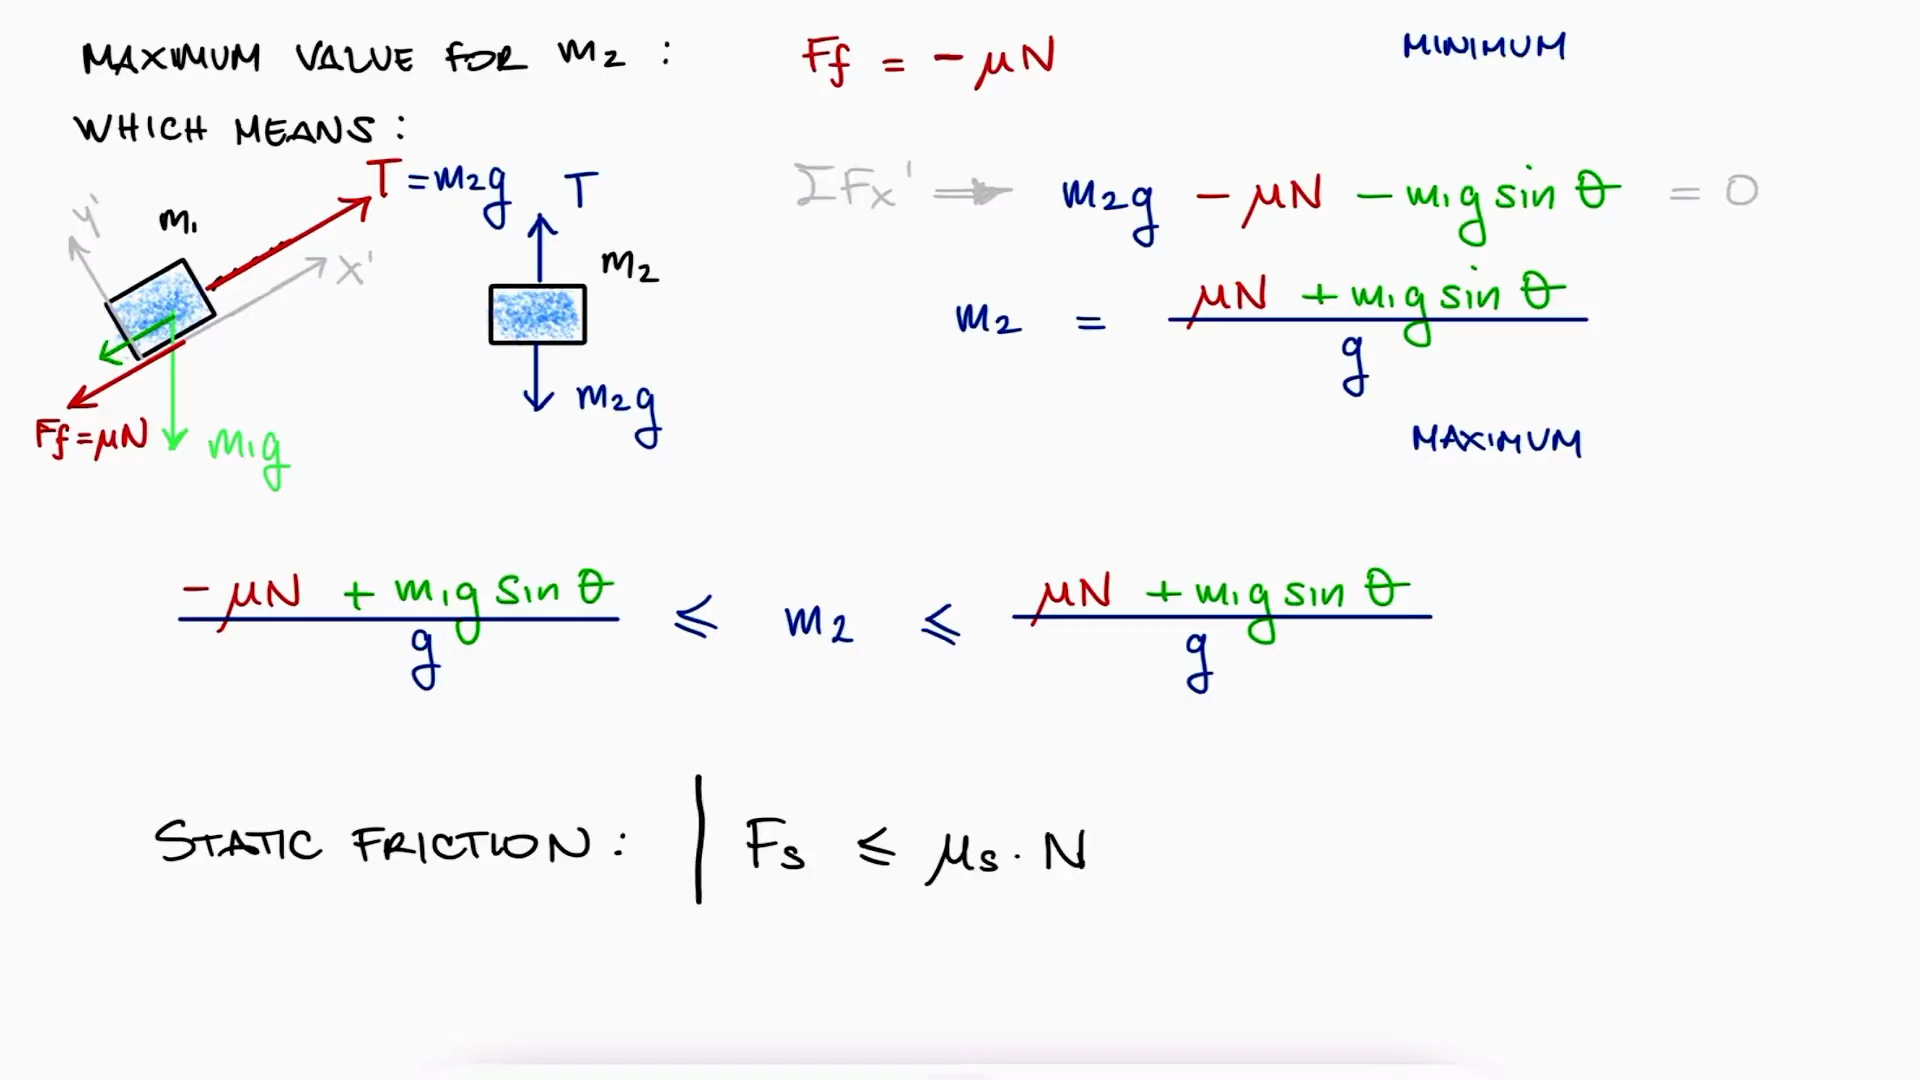 MAXIMUM VALUE FOR m₂ :
Ff = - μN
MINIMUM
WHICH MEANS :
T = m₂g
T
ΣFx' ⇒ m₂g - μN - m₁g sin θ = 0
y'
m₁
x'
m₂
m₂ = (μN + m₁g sin θ) / g
Ff = μN
m₁g
m₂g
MAXIMUM
(- μN + m₁g sin θ) / g ≤ m₂ ≤ (μN + m₁g sin θ) / g
STATIC FRICTION : | Fs ≤ μs · N